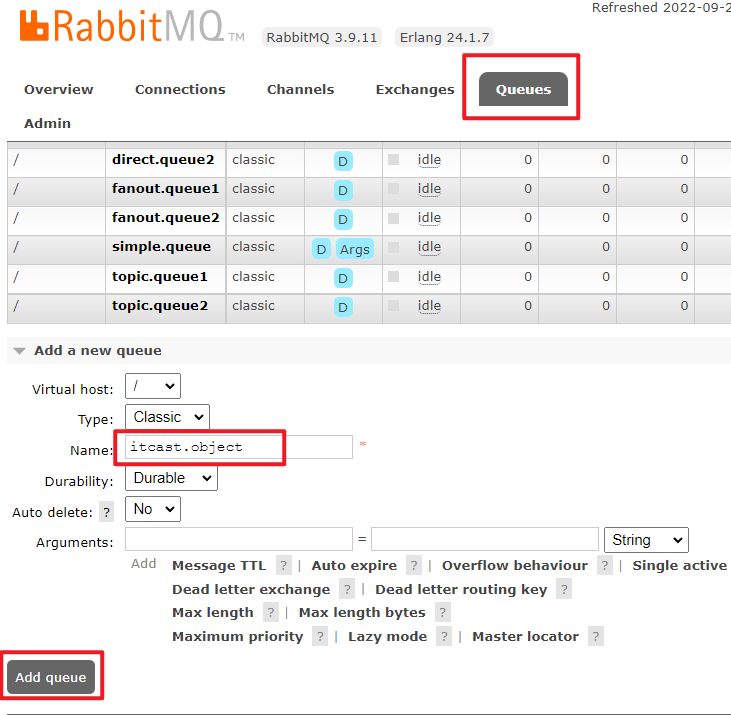 Refreshed 2022-09-2
RabbitMQ TM RabbitMQ 3.9.11 Erlang 24.1.7
Overview Connections Channels Exchanges Queues
Admin
/ direct.queue2 classic D idle 0 0 0
/ fanout.queue1 classic D idle 0 0 0
/ fanout.queue2 classic D idle 0 0 0
/ simple.queue classic D Args idle 0 0 0
/ topic.queue1 classic D idle 0 0 0
/ topic.queue2 classic D idle 0 0 0
Add a new queue
Virtual host: /
Type: Classic
Name: itcast.object *
Durability: Durable
Auto delete: ? No
Arguments: = String
Add Message TTL ? | Auto expire ? | Overflow behaviour ? | Single active
Dead letter exchange ? | Dead letter routing key ?
Max length ? | Max length bytes ?
Maximum priority ? | Lazy mode ? | Master locator ?
Add queue